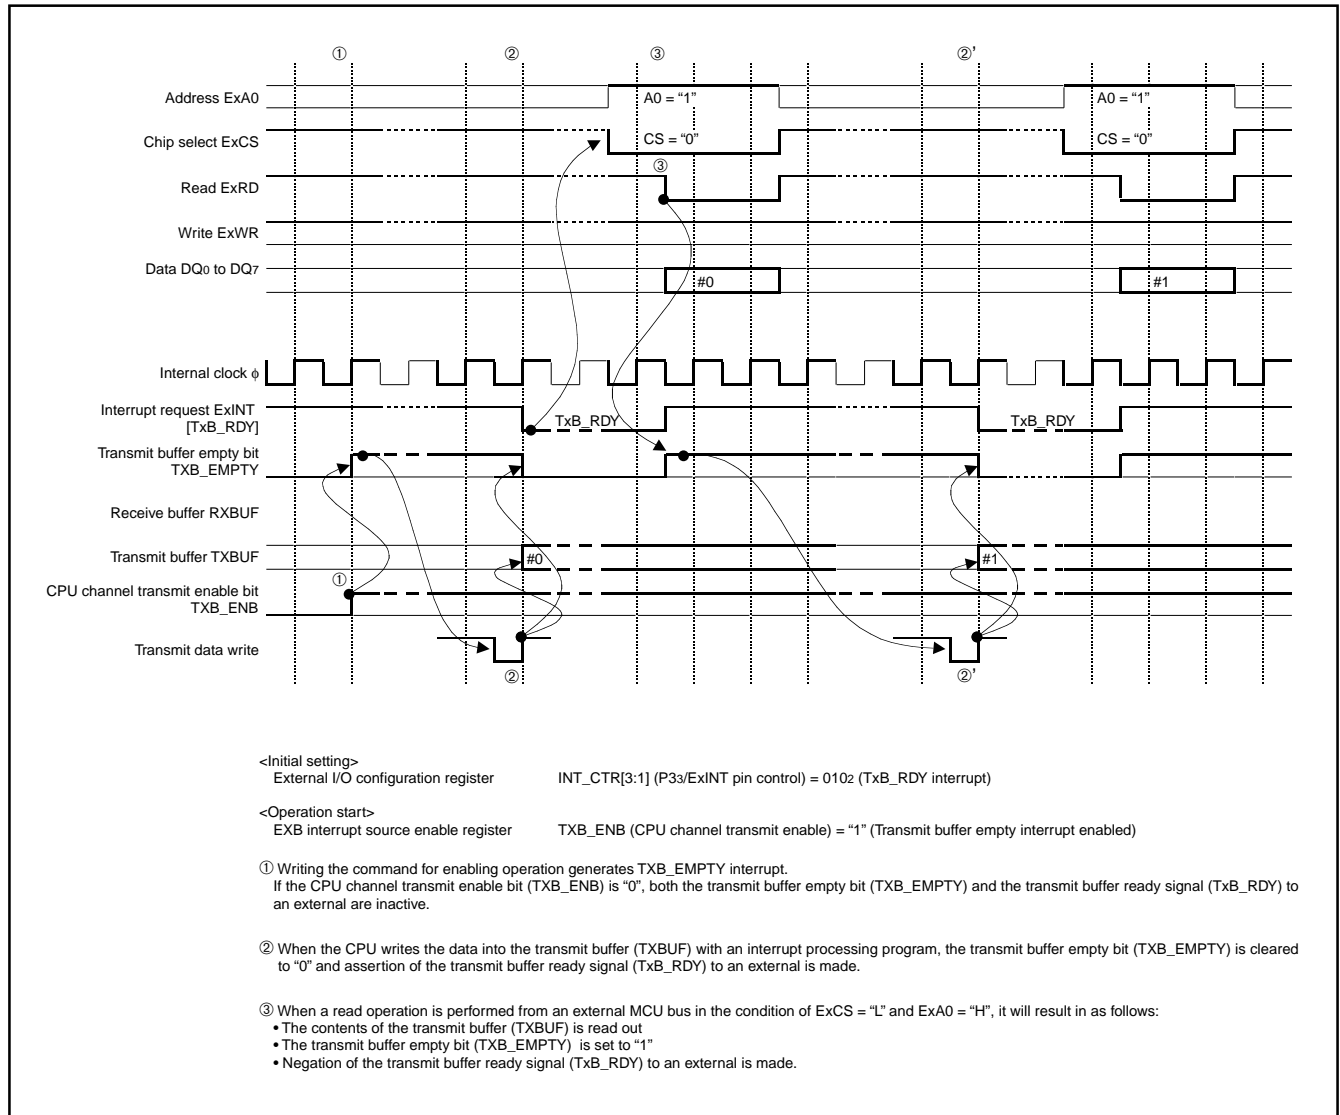 ① ② ③ ②’
Address ExA0 A0 = “1” A0 = “1”
Chip select ExCS CS = “0” CS = “0”
③
Read ExRD
Write ExWR
Data DQ0 to DQ7
#0 #1
Internal clock ϕ
Interrupt request ExINT
[TxB_RDY]
TxB_RDY TxB_RDY
Transmit buffer empty bit
TXB_EMPTY
Receive buffer RXBUF
Transmit buffer TXBUF #0 #1
CPU channel transmit enable bit
TXB_ENB
①
Transmit data write
② ②’
<Initial setting>
External I/O configuration register INT_CTR[3:1] (P33/ExINT pin control) = 0102 (TxB_RDY interrupt)
<Operation start>
EXB interrupt source enable register TXB_ENB (CPU channel transmit enable) = “1” (Transmit buffer empty interrupt enabled)
① Writing the command for enabling operation generates TXB_EMPTY interrupt.
If the CPU channel transmit enable bit (TXB_ENB) is “0”, both the transmit buffer empty bit (TXB_EMPTY) and the transmit buffer ready signal (TxB_RDY) to
an external are inactive.
② When the CPU writes the data into the transmit buffer (TXBUF) with an interrupt processing program, the transmit buffer empty bit (TXB_EMPTY) is cleared
to “0” and assertion of the transmit buffer ready signal (TxB_RDY) to an external is made.
③ When a read operation is performed from an external MCU bus in the condition of ExCS = “L” and ExA0 = “H”, it will result in as follows:
• The contents of the transmit buffer (TXBUF) is read out
• The transmit buffer empty bit (TXB_EMPTY) is set to “1”
• Negation of the transmit buffer ready signal (TxB_RDY) to an external is made.